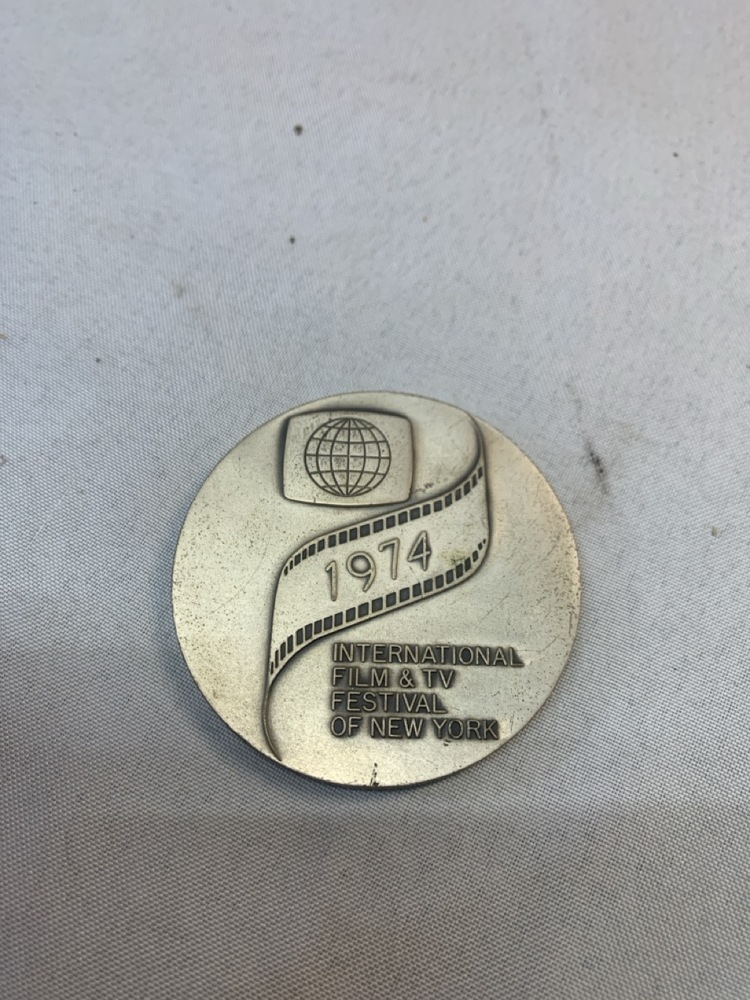 1974
INTERNATIONAL
FILM & TV
FESTIVAL
OF NEW YORK